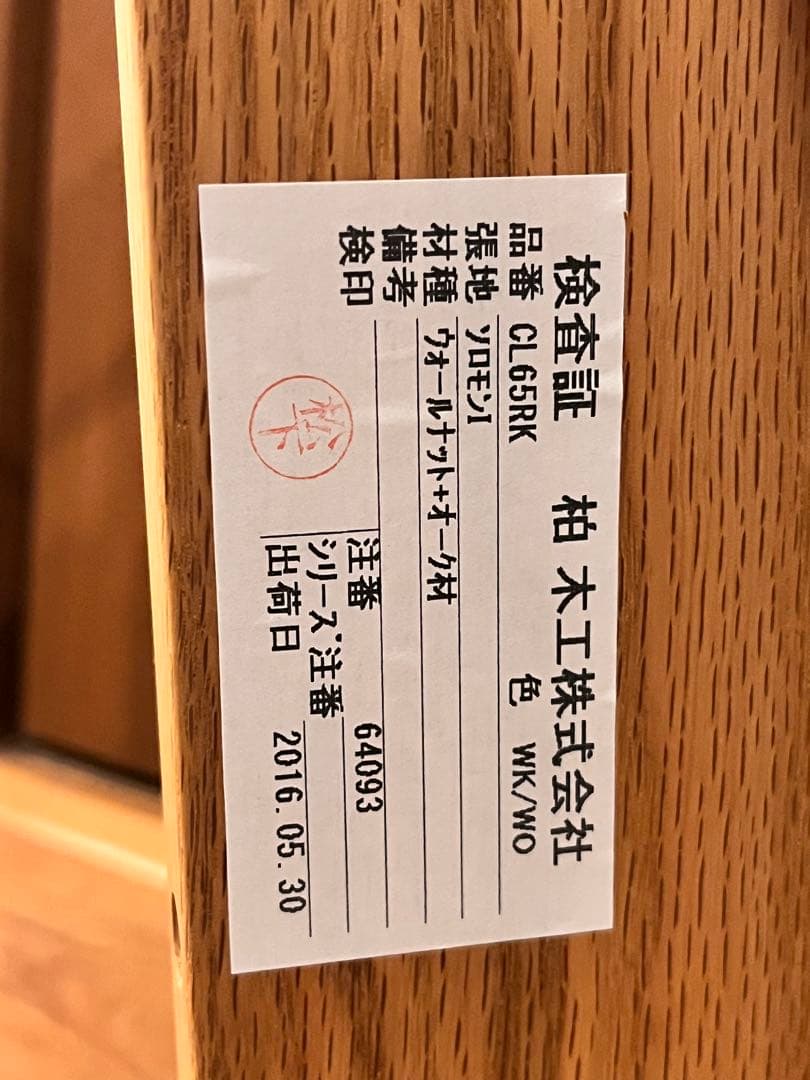 検査証 柏木工株式会社
品番 CL65RK 色 WK/WO
張地 ソロモンI
材種 ウォールナット+オーク材
備考
検印 注番 64093
シリーズ注番
出荷日 2016.05.30